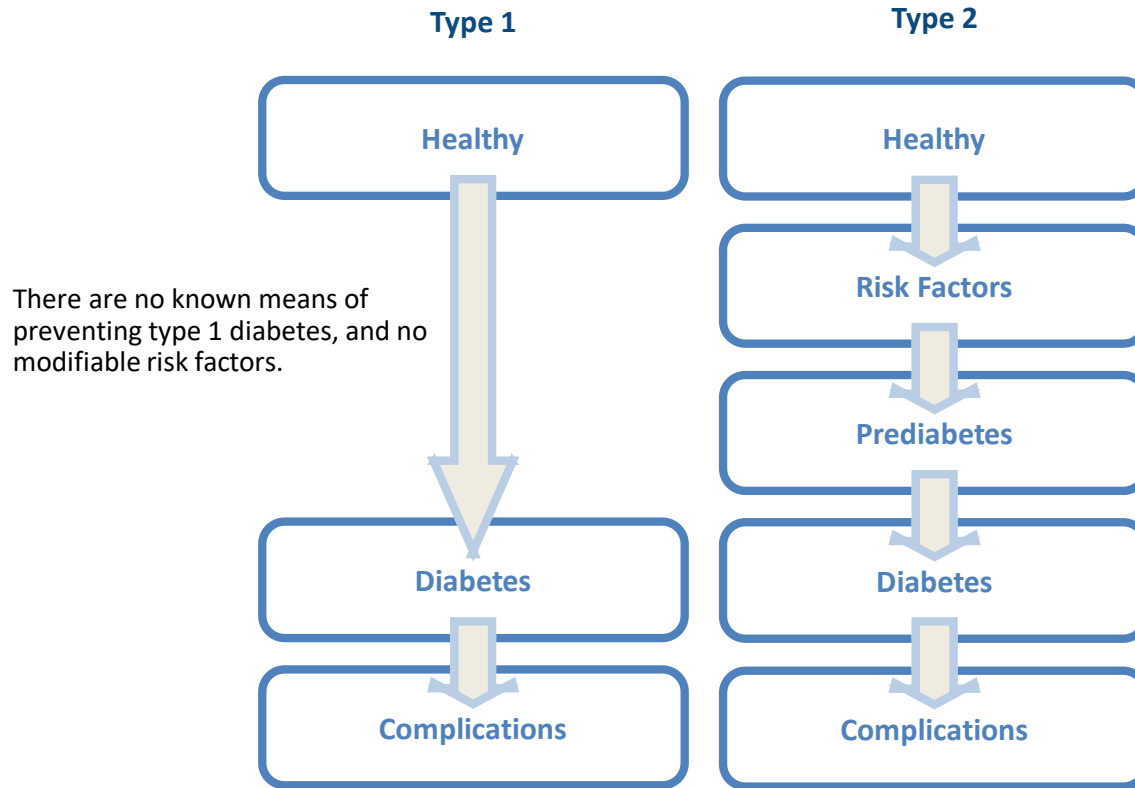 Type 1
Healthy
There are no known means of
preventing type 1 diabetes, and no
modifiable risk factors.
Diabetes
Complications
Type 2
Healthy
Risk Factors
Prediabetes
Diabetes
Complications